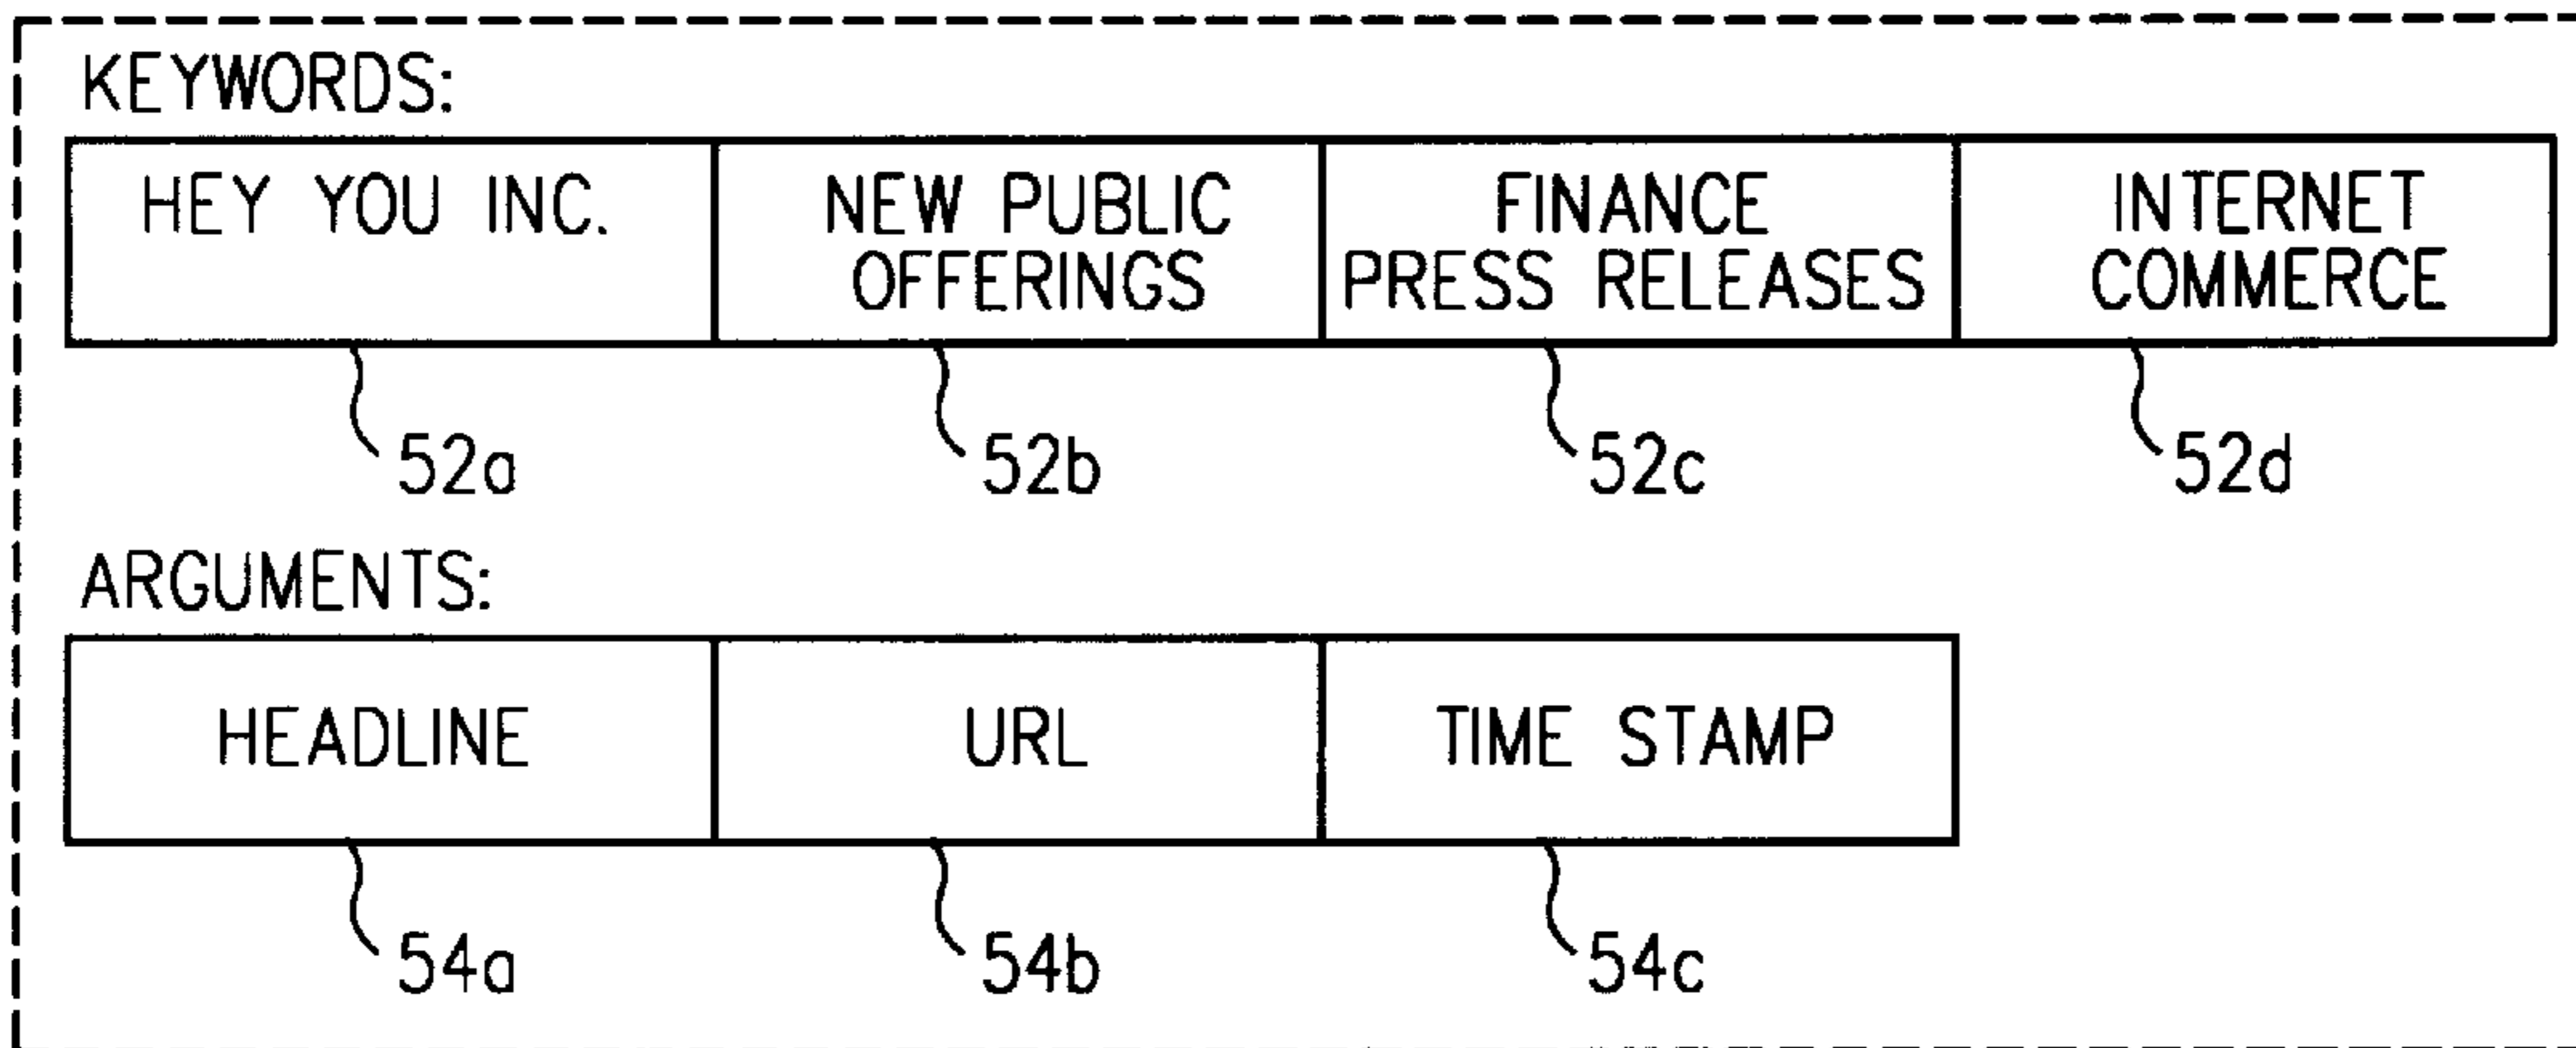 KEYWORDS:
HEY YOU INC.
NEW PUBLIC
OFFERINGS
FINANCE
PRESS RELEASES
INTERNET
COMMERCE
52a
52b
52c
52d
ARGUMENTS:
HEADLINE
URL
TIME STAMP
54a
54b
54c